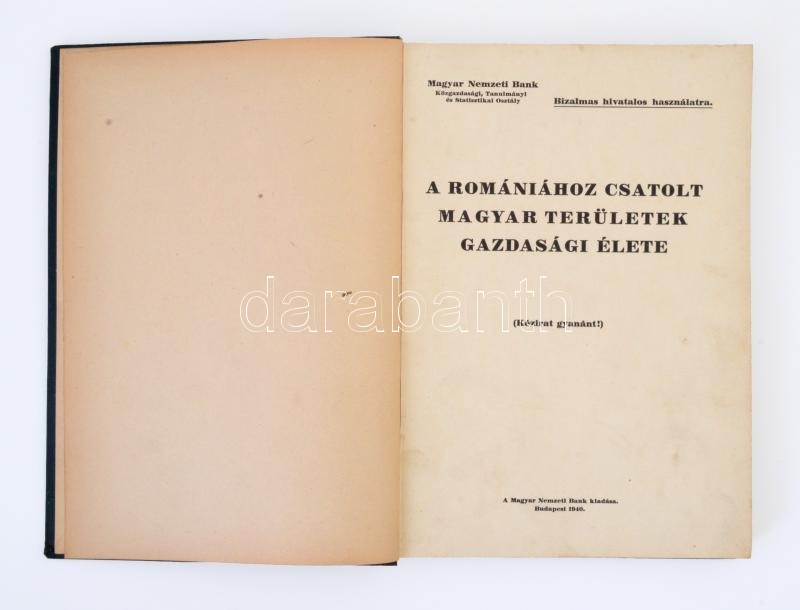 Magyar Nemzeti Bank
Közgazdasági, Tanulmányi
és Statisztikai Osztály
Bizalmas hivatalos használatra.
A ROMÁNIÁHOZ CSATOLT
MAGYAR TERÜLETEK
GAZDASÁGI ÉLETE
darabanth
(Kézirat gyanánt!)
A Magyar Nemzeti Bank kiadása.
Budapest 1940.